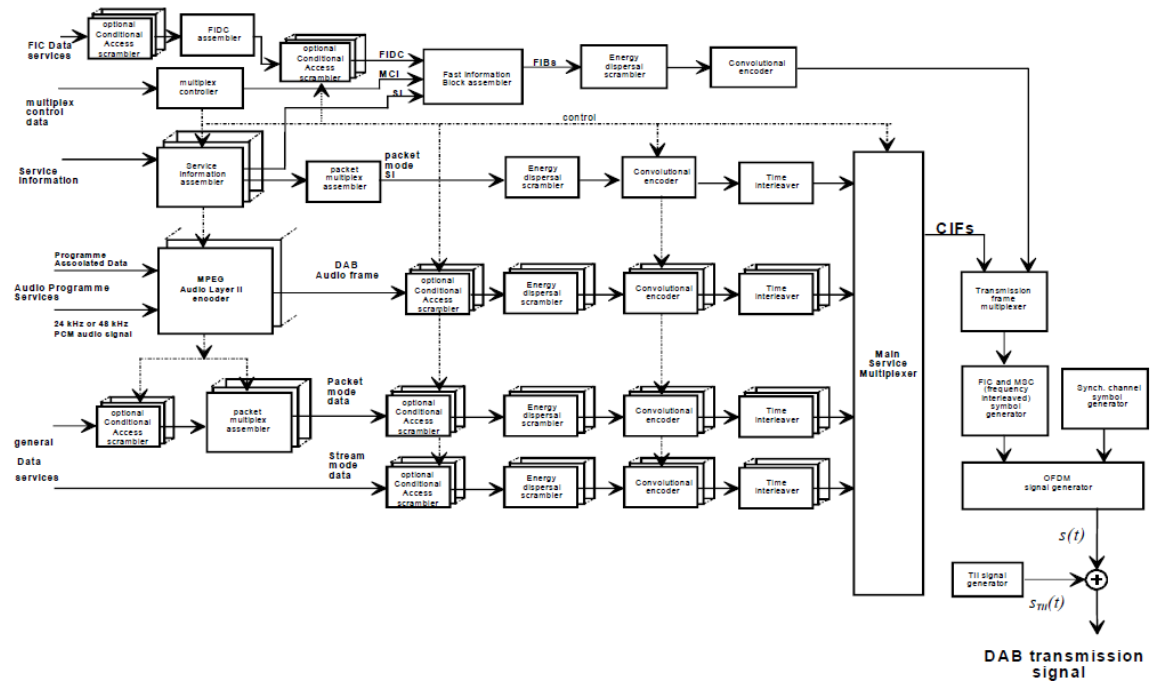 optional
Conditional
Access
scrambler
FIDC
assembler
FIC Data
services
optional
Conditional
Access
scrambler
FIDC
MCI
SI
Fast Information
Block assembler
FIBs
Energy
dispersal
scrambler
Convolutional
encoder
multiplex
controller
multiplex
control
data
control
Service
Information
Service
Information
assembler
packet
multiplex
assembler
packet
mode
SI
Energy
dispersal
scrambler
Convolutional
encoder
Time
interleaver
CIFs
Programme
Associated Data
Audio Programme
Services
24 kHz or 48 kHz
PCM audio signal
MPEG
Audio Layer II
encoder
DAB
Audio frame
optional
Conditional
Access
scrambler
Energy
dispersal
scrambler
Convolutional
encoder
Time
interleaver
Main
Service
Multiplexer
Transmission
frame
multiplexer
general
Data
services
optional
Conditional
Access
scrambler
packet
multiplex
assembler
Packet
mode
data
optional
Conditional
Access
scrambler
Energy
dispersal
scrambler
Convolutional
encoder
Time
interleaver
FIC and MSC
(frequency
interleaved)
symbol
generator
Synch. channel
symbol
generator
Stream
mode
data
optional
Conditional
Access
scrambler
Energy
dispersal
scrambler
Convolutional
encoder
Time
interleaver
OFDM
signal generator
s(t)
TII signal
generator
+
sTII(t)
DAB transmission
signal